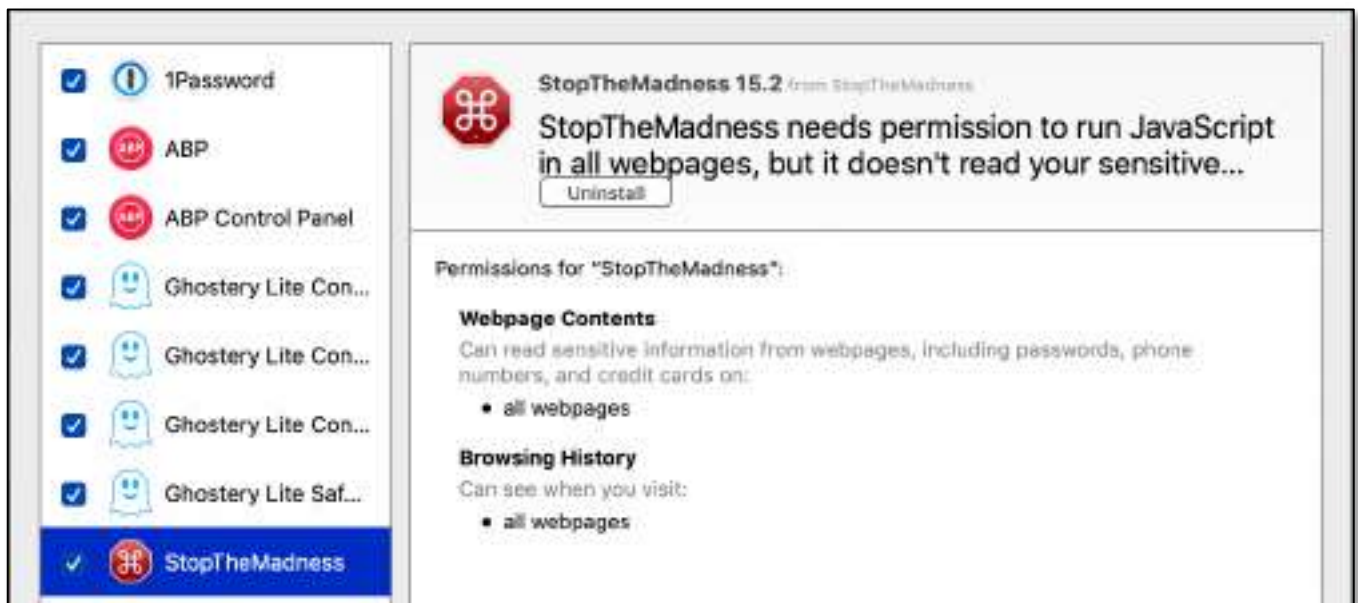 1Password
ABP
ABP Control Panel
Ghostery Lite Con...
Ghostery Lite Con...
Ghostery Lite Con...
Ghostery Lite Saf...
StopTheMadness
StopTheMadness 15.2 from StopTheMadness
StopTheMadness needs permission to run JavaScript
in all webpages, but it doesn't read your sensitive...
Uninstall
Permissions for "StopTheMadness":
Webpage Contents
Can read sensitive information from webpages, including passwords, phone
numbers, and credit cards on:
• all webpages
Browsing History
Can see when you visit:
• all webpages